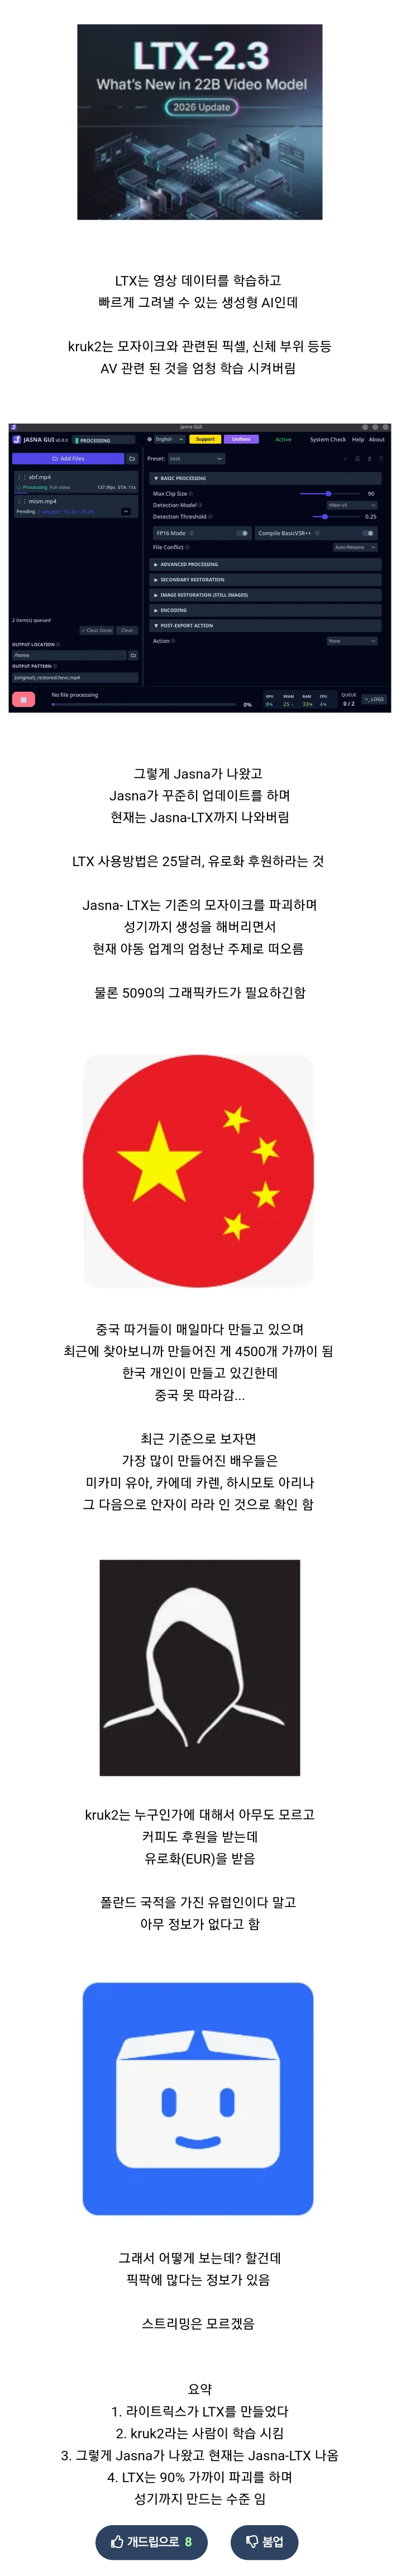 LTX-2.3
What's New in 22B Video Model
2026 Update
LTX는 영상 데이터를 학습하고
빠르게 그려낼 수 있는 생성형 AI인데
kruk2는 모자이크와 관련된 픽셀, 신체 부위 등등
AV 관련 된 것을 엄청 학습 시켜버림
Jasna GUI
JASNA GUI v0.8.0
PROCESSING
English
Support
Unifans
Active
System Check
Help
About
Add Files
Preset:
test
abf.mp4
Processing Full video
ETA: 11s
mism.mp4
Pending
BASIC PROCESSING
Max Clip Size
90
Detection Model
rfdetr-v5
Detection Threshold
0.25
FP16 Mode
Compile BasicVSR++
File Conflict
Auto-Rename
ADVANCED PROCESSING
SECONDARY RESTORATION
IMAGE RESTORATION (STILL IMAGES)
ENCODING
POST-EXPORT ACTION
Action
None
2 item(s) queued
Clear Done
Clear
OUTPUT LOCATION
/home
OUTPUT PATTERN
{original}_restored.hevc.mp4
No file processing
0%
GPU
VRAM
RAM
CPU
QUEUE
0 / 2
>_ LOGS
그렇게 Jasna가 나왔고
Jasna가 꾸준히 업데이트를 하며
현재는 Jasna-LTX까지 나와버림
LTX 사용방법은 25달러, 유로화 후원하라는 것
Jasna- LTX는 기존의 모자이크를 파괴하며
성기까지 생성을 해버리면서
현재 야동 업계의 엄청난 주제로 떠오름
물론 5090의 그래픽카드가 필요하긴함
중국 따거들이 매일마다 만들고 있으며
최근에 찾아보니까 만들어진 게 4500개 가까이 됨
한국 개인이 만들고 있긴한데
중국 못 따라감...
최근 기준으로 보자면
가장 많이 만들어진 배우들은
미카미 유아, 카에데 카렌, 하시모토 아리나
그 다음으로 안자이 라라 인 것으로 확인 함
kruk2는 누구인가에 대해서 아무도 모르고
커피도 후원을 받는데
유로화(EUR)을 받음
폴란드 국적을 가진 유럽인이다 말고
아무 정보가 없다고 함
그래서 어떻게 보는데? 할건데
픽팍에 많다는 정보가 있음
스트리밍은 모르겠음
요약
1. 라이트릭스가 LTX를 만들었다
2. kruk2라는 사람이 학습 시킴
3. 그렇게 Jasna가 나왔고 현재는 Jasna-LTX 나옴
4. LTX는 90% 가까이 파괴를 하며
성기까지 만드는 수준 임
개드립으로 8
붐업